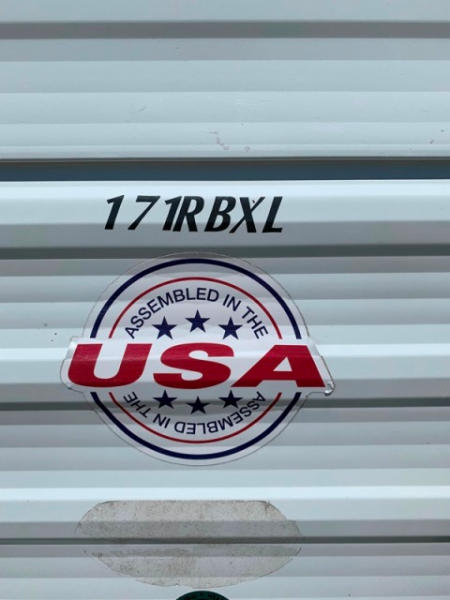 171RBXL
ASSEMBLED IN THE
USA
ASSEMBLED IN THE